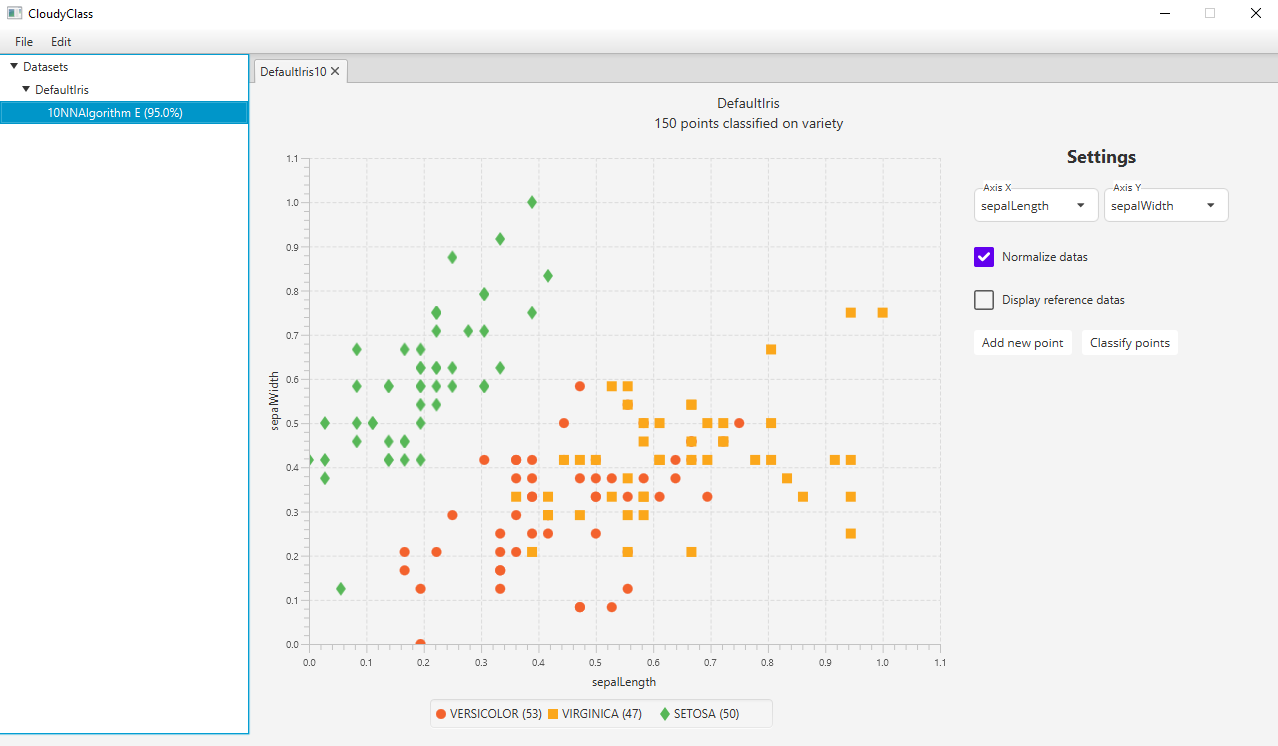 CloudyClass
File Edit
Datasets
DefaultIris
10NNAlgorithm E (95.0%)
DefaultIris10
DefaultIris
150 points classified on variety
1.1
1.0
0.9
0.8
0.7
0.6
0.5
0.4
0.3
0.2
0.1
0.0
sepalWidth
0.0 0.1 0.2 0.3 0.4 0.5 0.6 0.7 0.8 0.9 1.0 1.1
sepalLength
VERSICOLOR (53) VIRGINICA (47) SETOSA (50)
Settings
Axis X Axis Y
sepalLength sepalWidth
Normalize datas
Display reference datas
Add new point Classify points